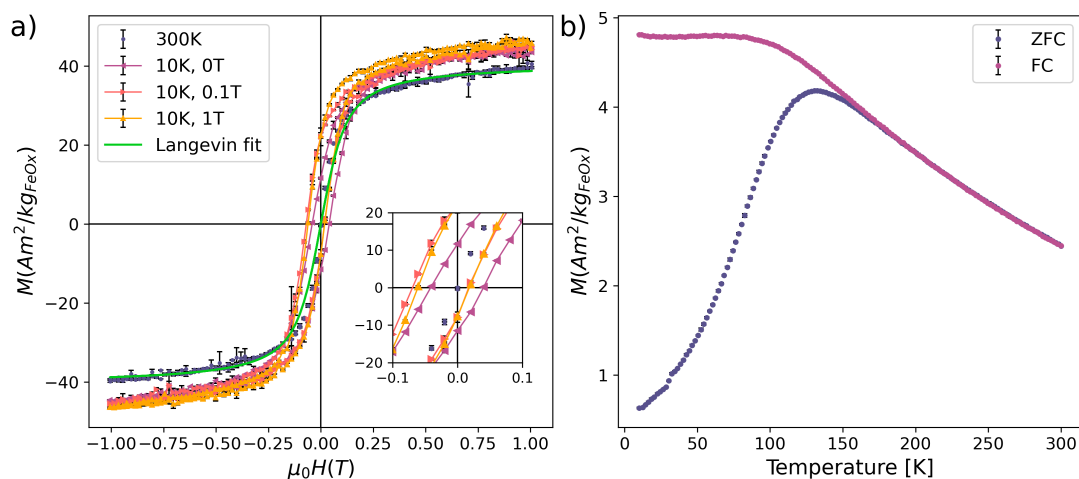 a)
300K
10K, 0T
10K, 0.1T
10K, 1T
Langevin fit
M(Am²/kg_FeOx)
40
20
0
−20
−40
−1.00 −0.75 −0.50 −0.25 0.00 0.25 0.50 0.75 1.00
μ₀H(T)
20
10
0
−10
−20
−0.1 0.0 0.1
b)
ZFC
FC
M(Am²/kg_FeOx)
5
4
3
2
1
0 50 100 150 200 250 300
Temperature [K]